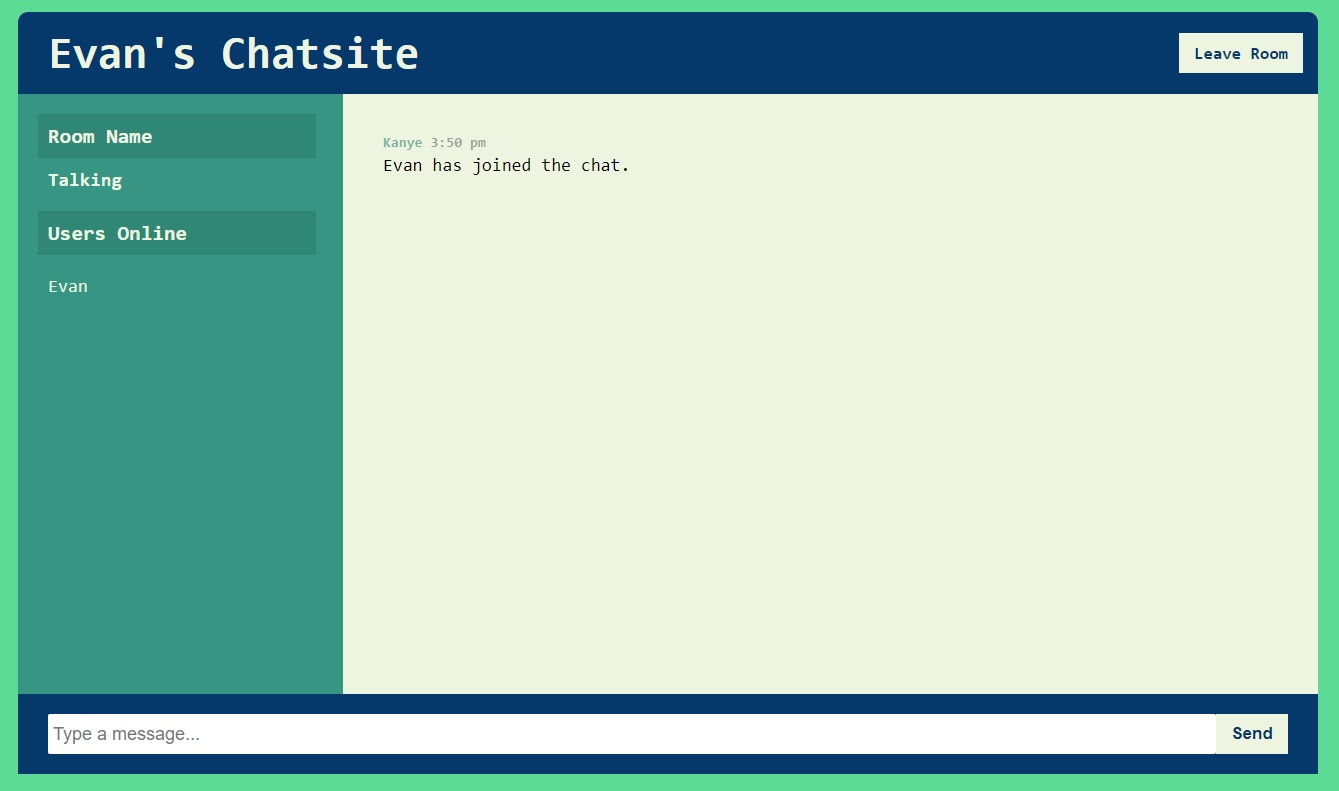 Evan's Chatsite
Leave Room
Room Name
Talking
Users Online
Evan
Kanye 3:50 pm
Evan has joined the chat.
Type a message...
Send